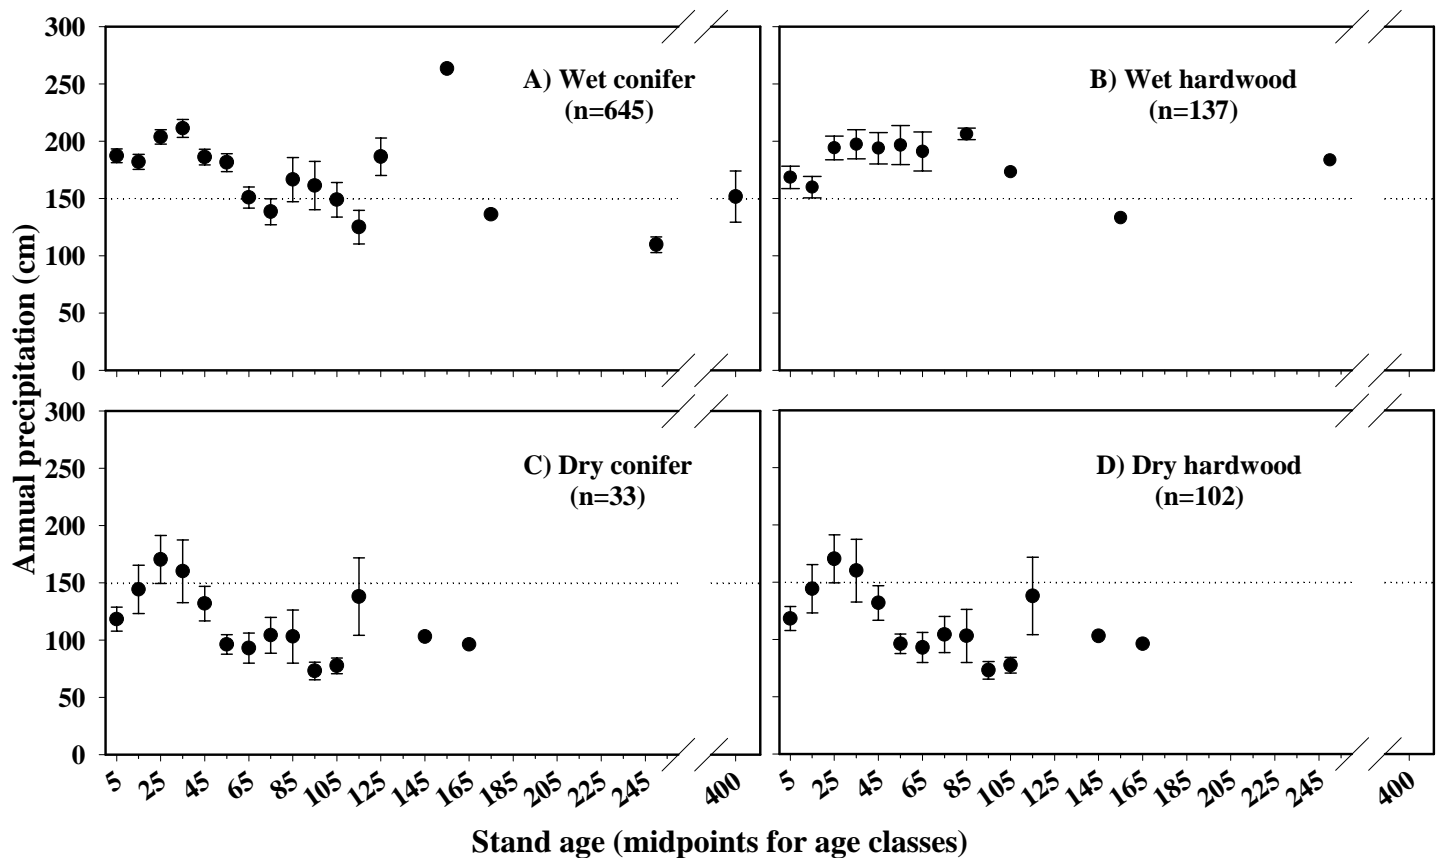 300
250
200
150
100
50
0
A) Wet conifer
(n=645)
B) Wet hardwood
(n=137)
Annual precipitation (cm)
300
250
200
150
100
50
0
C) Dry conifer
(n=33)
D) Dry hardwood
(n=102)
5 25 45 65 85 105 125 145 165 185 205 225 245 400
5 25 45 65 85 105 125 145 165 185 205 225 245 400
Stand age (midpoints for age classes)